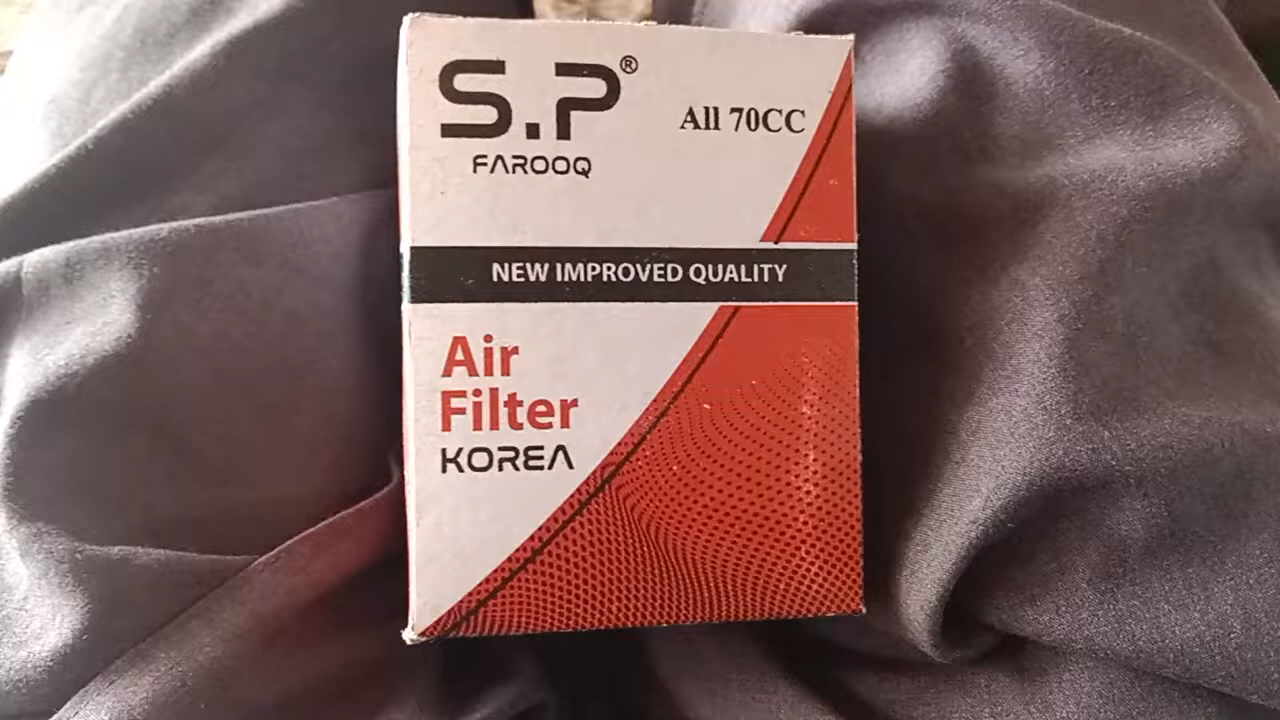 S.P®
FAROOQ
All 70CC
NEW IMPROVED QUALITY
Air
Filter
KOREA